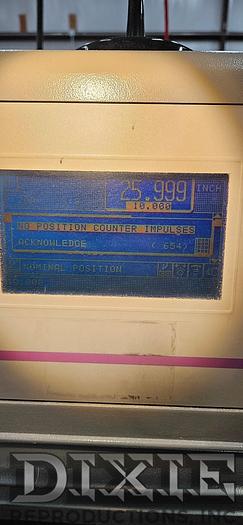 25.999
INCH
10.000
NO POSITION COUNTER IMPULSES
ACKNOWLEDGE (.654)
NOMINAL POSITION
DIXIE
REPRODUCTIONS INC